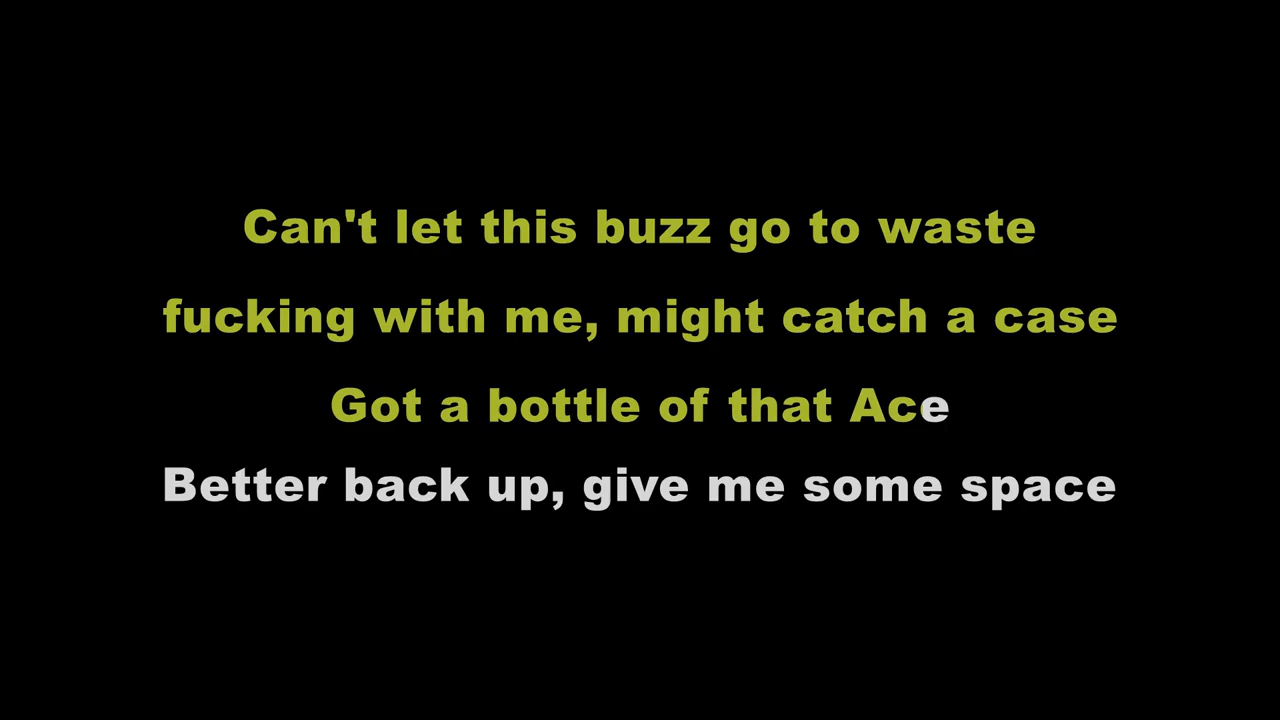 Can't let this buzz go to waste
fucking with me, might catch a case
Got a bottle of that Ace
Better back up, give me some space